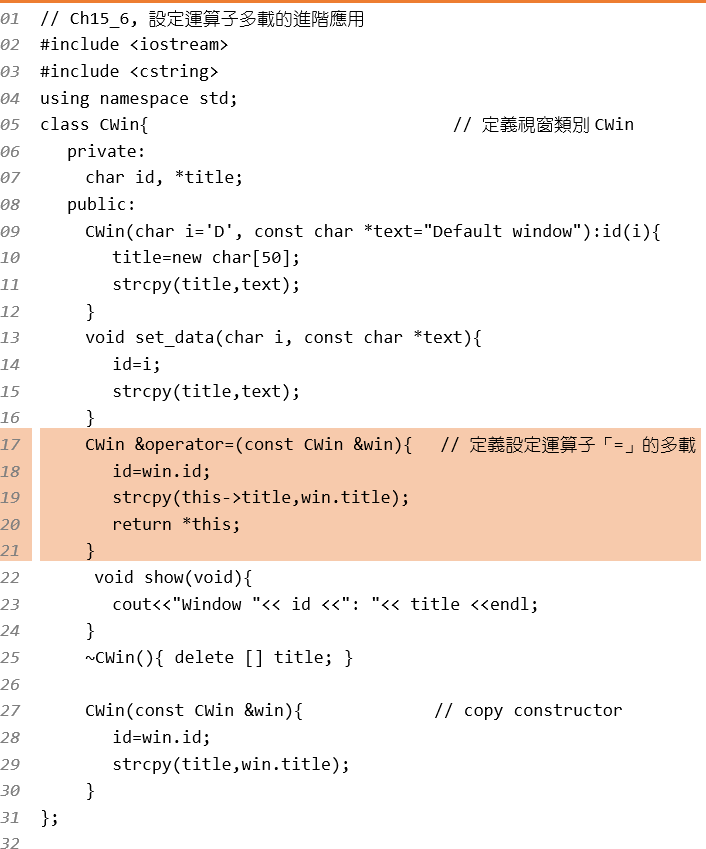 01 // Ch15_6, 設定運算子多載的進階應用
02 #include <iostream>
03 #include <cstring>
04 using namespace std;
05 class CWin{ // 定義視窗類別 CWin
06 private:
07 char id, *title;
08 public:
09 CWin(char i='D', const char *text="Default window"):id(i){
10 title=new char[50];
11 strcpy(title,text);
12 }
13 void set_data(char i, const char *text){
14 id=i;
15 strcpy(title,text);
16 }
17 CWin &operator=(const CWin &win){ // 定義設定運算子「=」的多載
18 id=win.id;
19 strcpy(this->title,win.title);
20 return *this;
21 }
22 void show(void){
23 cout<<"Window "<< id <<": "<< title <<endl;
24 }
25 ~CWin(){ delete [] title; }
26
27 CWin(const CWin &win){ // copy constructor
28 id=win.id;
29 strcpy(title,win.title);
30 }
31 };
32